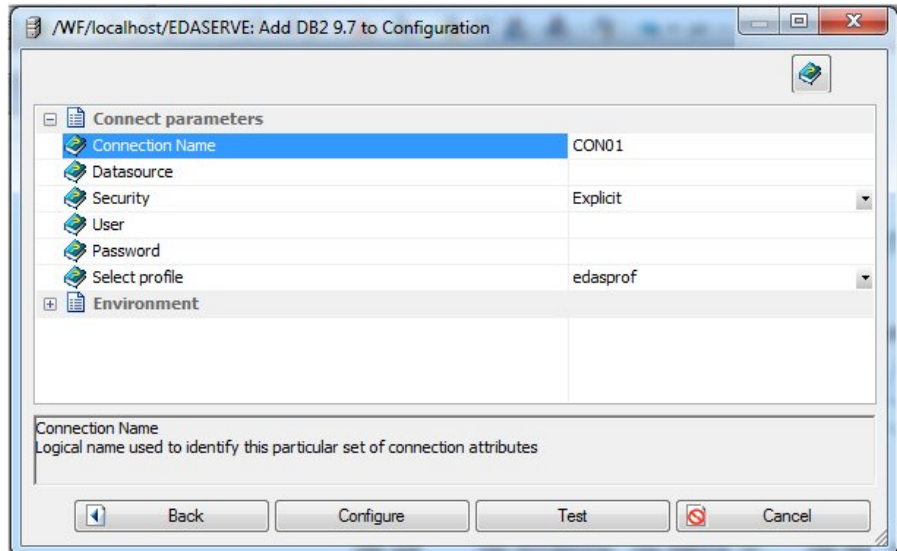 /WF/localhost/EDASERVE: Add DB2 9.7 to Configuration
Connect parameters
Connection Name CON01
Datasource
Security Explicit
User
Password
Select profile edasprof
Environment
Connection Name
Logical name used to identify this particular set of connection attributes
Back Configure Test Cancel